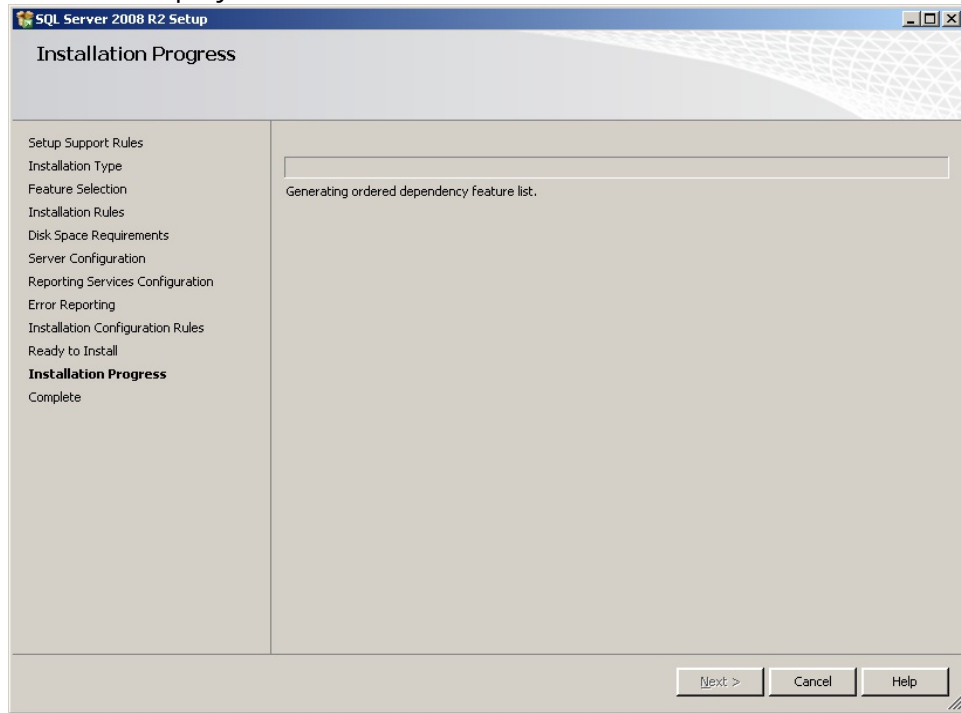 SQL Server 2008 R2 Setup
Installation Progress
Setup Support Rules
Installation Type
Feature Selection
Installation Rules
Disk Space Requirements
Server Configuration
Reporting Services Configuration
Error Reporting
Installation Configuration Rules
Ready to Install
Installation Progress
Complete
Generating ordered dependency feature list.
Next >
Cancel
Help